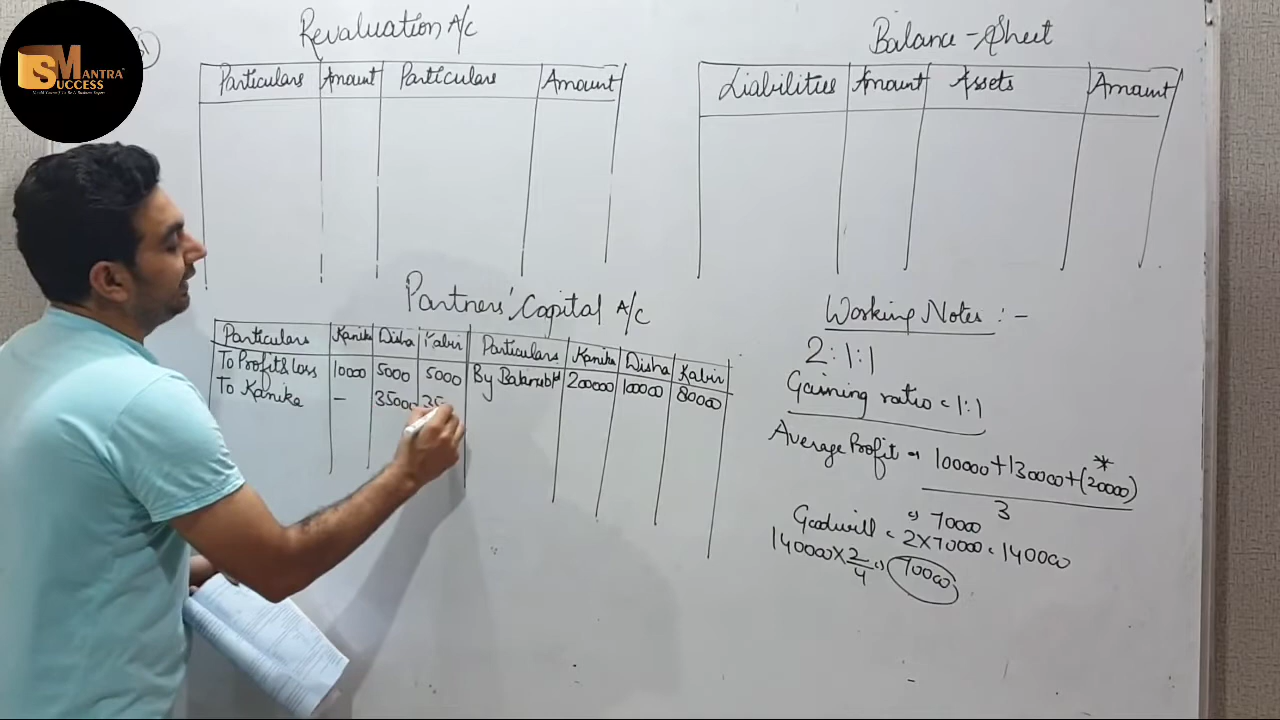 SM MANTRA
SUCCESS
Revaluation A/c
Particulars Amount Particulars Amount
Balance-Sheet
Liabilities Amount Assets Amount
Partners' Capital A/c
Particulars Kanika Disha Kabir Particulars Kanika Disha Kabir
To Profit & Loss 10000 5000 5000 By Balance b/d 200000 100000 80000
To Kanika - 35000 35
Working Notes :-
2:1:1
Gaining ratio = 1:1
Average Profit = 100000+130000+(20000) *
3
= 70000
Goodwill = 2×70000 = 140000
140000×2/4 = 70000